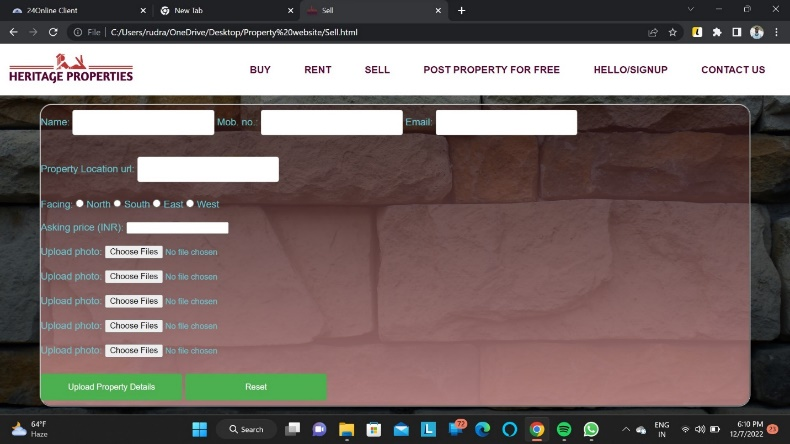 24Online Client
New Tab
Sell
File | C:/Users/rudra/OneDrive/Desktop/Property%20website/Sell.html
HERITAGE PROPERTIES
BUY RENT SELL POST PROPERTY FOR FREE HELLO/SIGNUP CONTACT US
Name: Mob. no.: Email:
Property Location url:
Facing: North South East West
Asking price (INR):
Upload photo: Choose Files No file chosen
Upload photo: Choose Files No file chosen
Upload photo: Choose Files No file chosen
Upload photo: Choose Files No file chosen
Upload photo: Choose Files No file chosen
Upload Property Details Reset
64°F
Haze
Search
72
ENG
IN
6:10 PM
12/7/2022